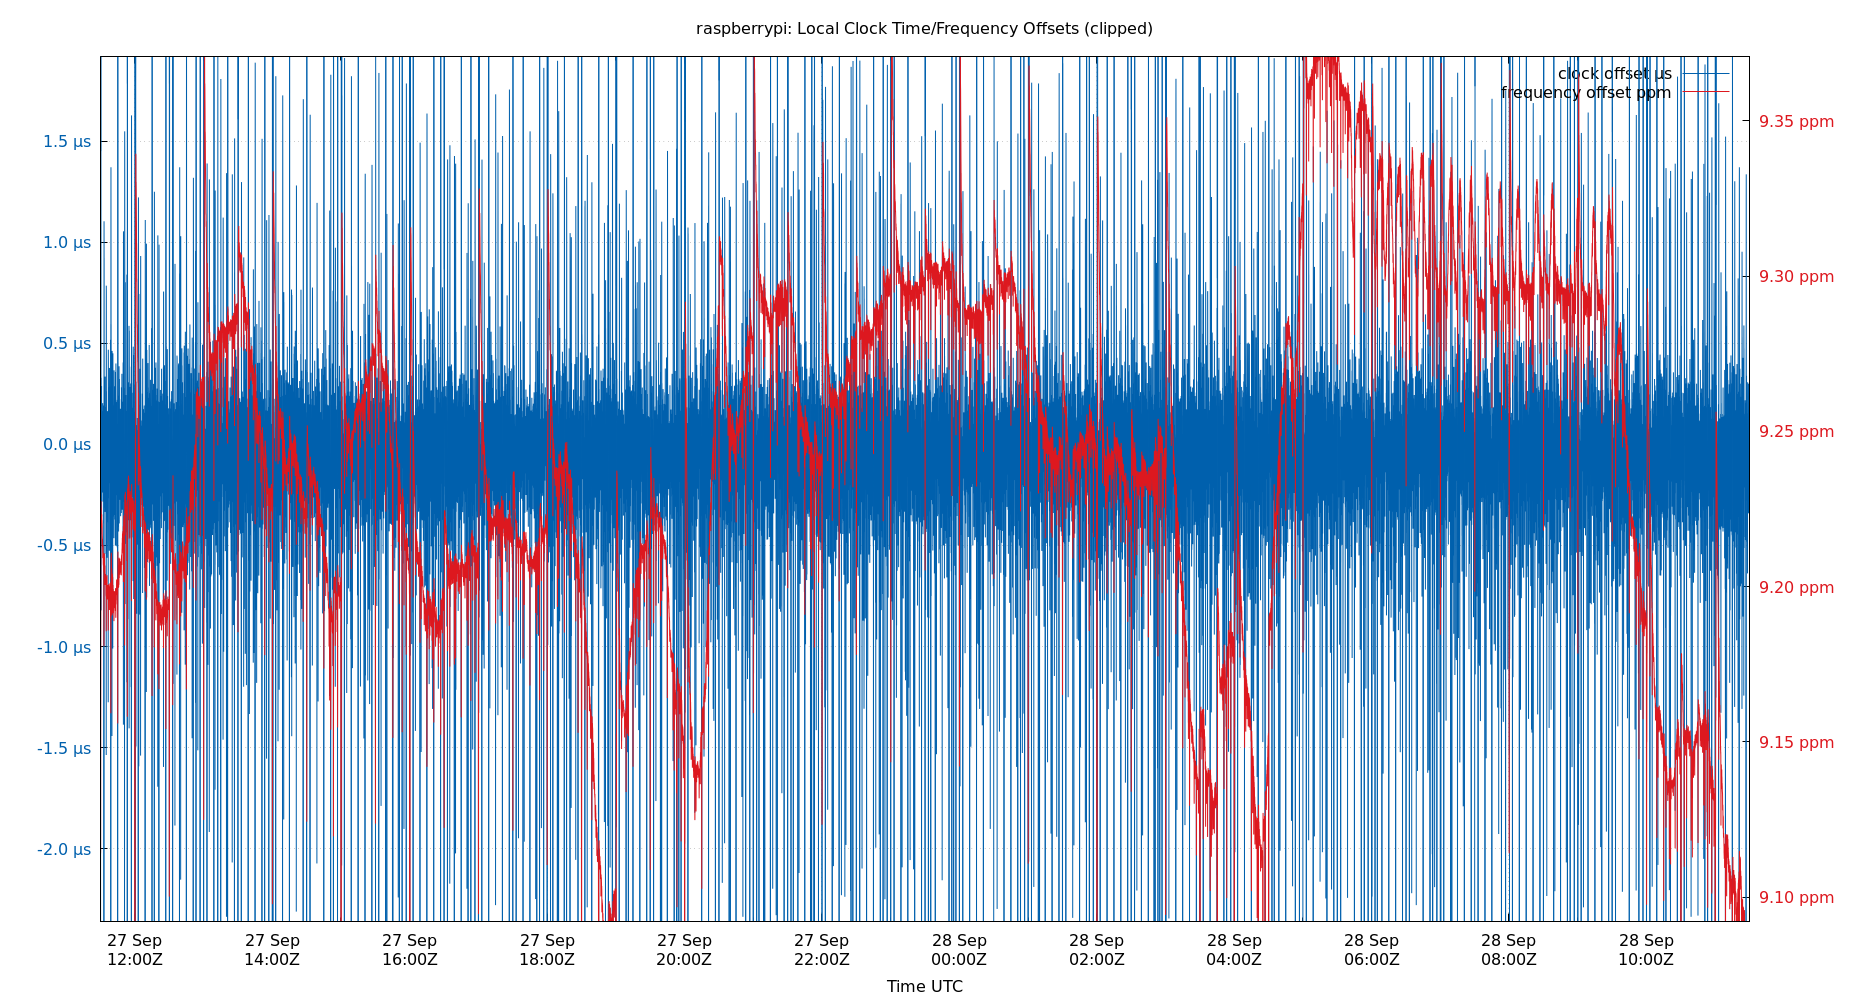 raspberrypi: Local Clock Time/Frequency Offsets (clipped)
clock offset µs
frequency offset ppm
1.5 µs
1.0 µs
0.5 µs
0.0 µs
-0.5 µs
-1.0 µs
-1.5 µs
-2.0 µs
9.35 ppm
9.30 ppm
9.25 ppm
9.20 ppm
9.15 ppm
9.10 ppm
27 Sep 27 Sep 27 Sep 27 Sep 27 Sep 27 Sep 28 Sep 28 Sep 28 Sep 28 Sep 28 Sep 28 Sep
12:00Z 14:00Z 16:00Z 18:00Z 20:00Z 22:00Z 00:00Z 02:00Z 04:00Z 06:00Z 08:00Z 10:00Z
Time UTC